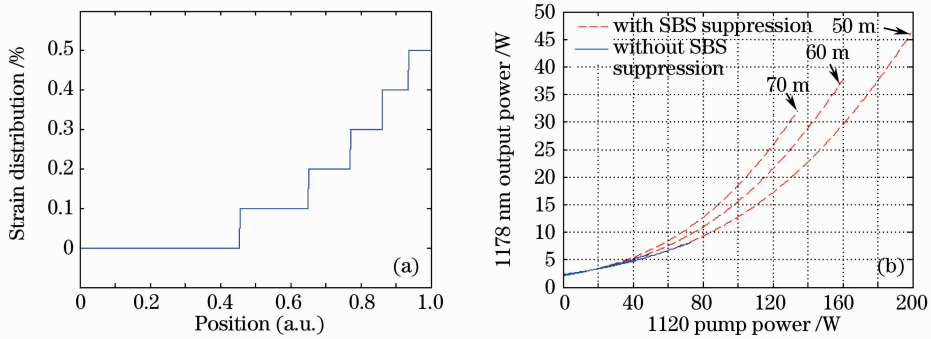 Strain distribution /%
0.5
0.4
0.3
0.2
0.1
0
0
0.2
0.4
0.6
0.8
1.0
Position (a.u.)
(a)
1178 nm output power /W
50
45
40
35
30
25
20
15
10
5
0
0
40
80
120
160
200
1120 pump power /W
with SBS suppression
without SBS
suppression
50 m
60 m
70 m
(b)